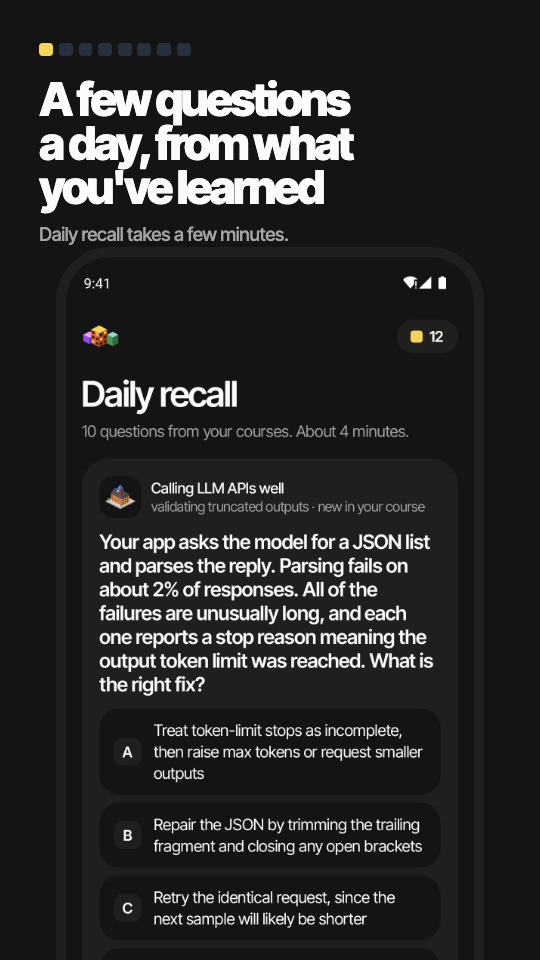 A few questions
a day, from what
you've learned
Daily recall takes a few minutes.
9:41
12
Daily recall
10 questions from your courses. About 4 minutes.
Calling LLM APIs well
validating truncated outputs · new in your course
Your app asks the model for a JSON list
and parses the reply. Parsing fails on
about 2% of responses. All of the
failures are unusually long, and each
one reports a stop reason meaning the
output token limit was reached. What is
the right fix?
A
Treat token-limit stops as incomplete,
then raise max tokens or request smaller
outputs
B
Repair the JSON by trimming the trailing
fragment and closing any open brackets
C
Retry the identical request, since the
next sample will likely be shorter